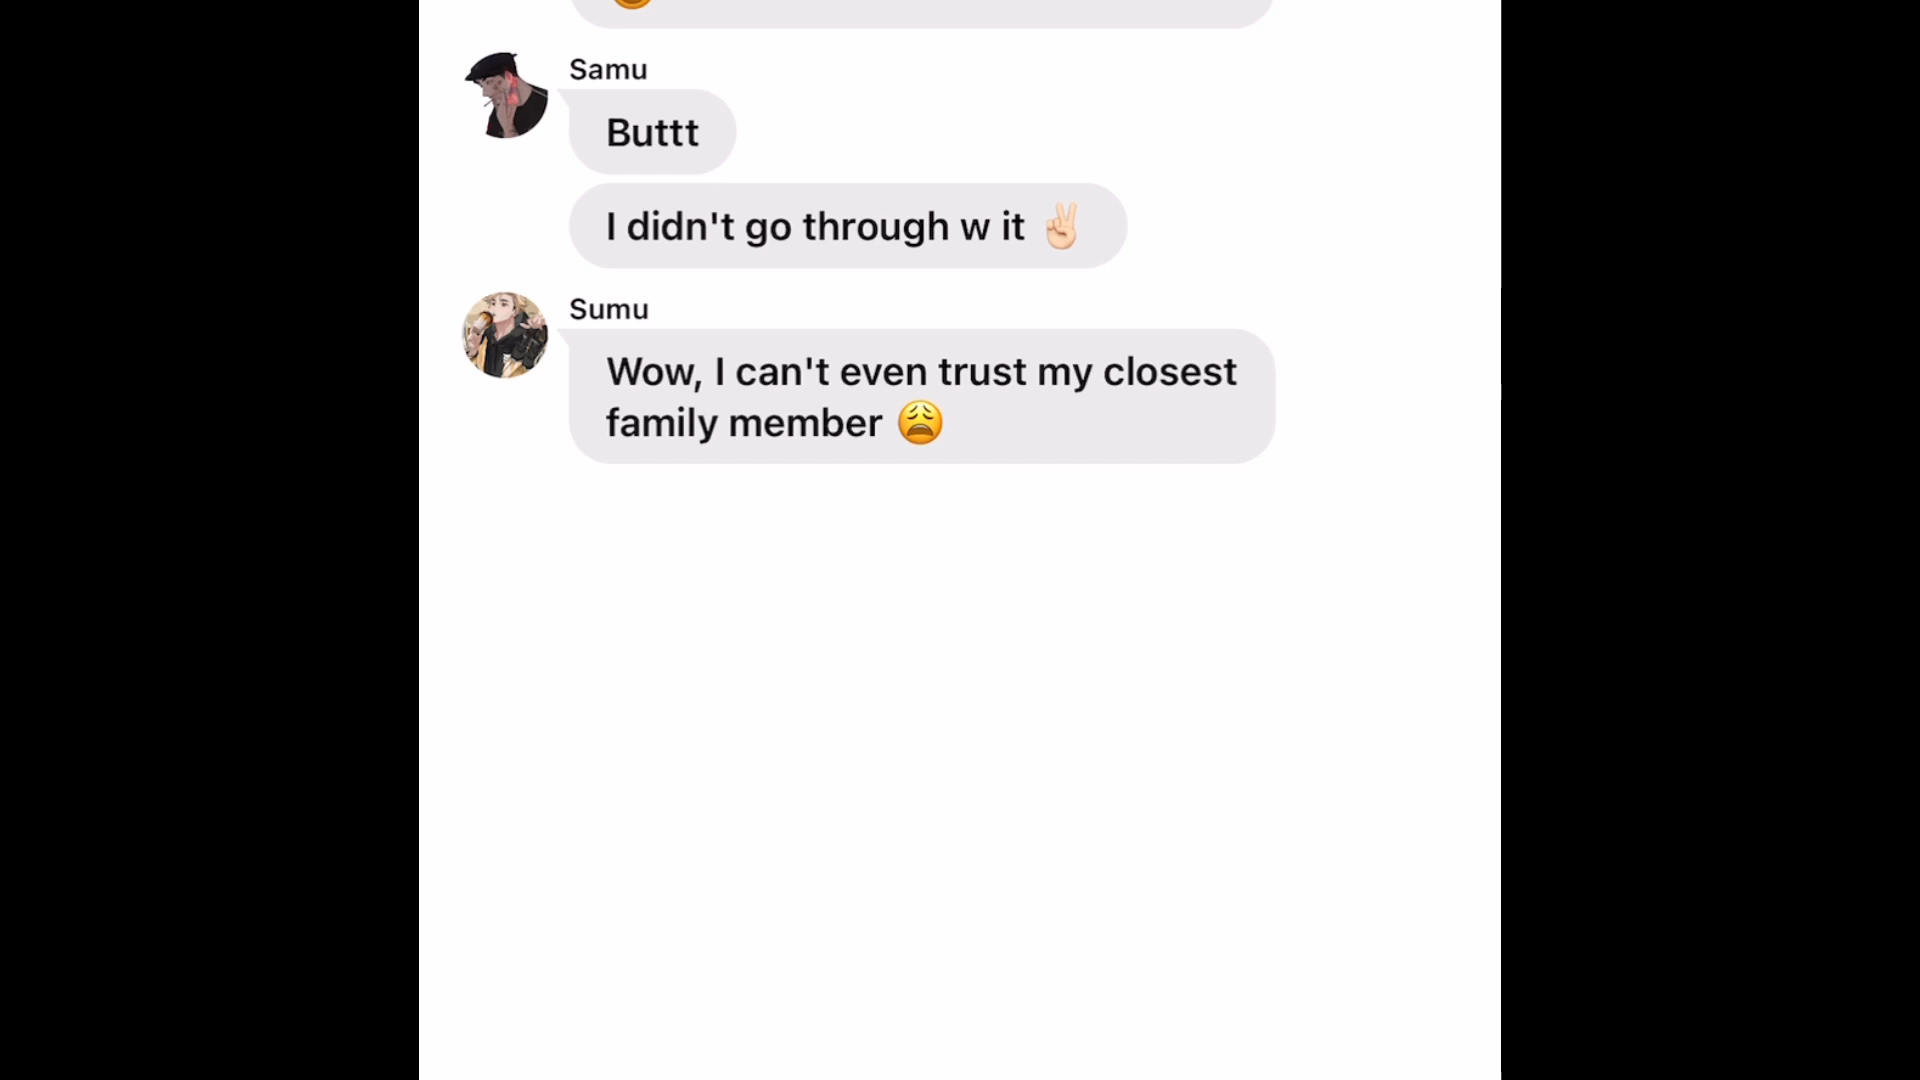 Samu
Buttt
I didn't go through w it ✌🏻
Sumu
Wow, I can't even trust my closest
family member 😩